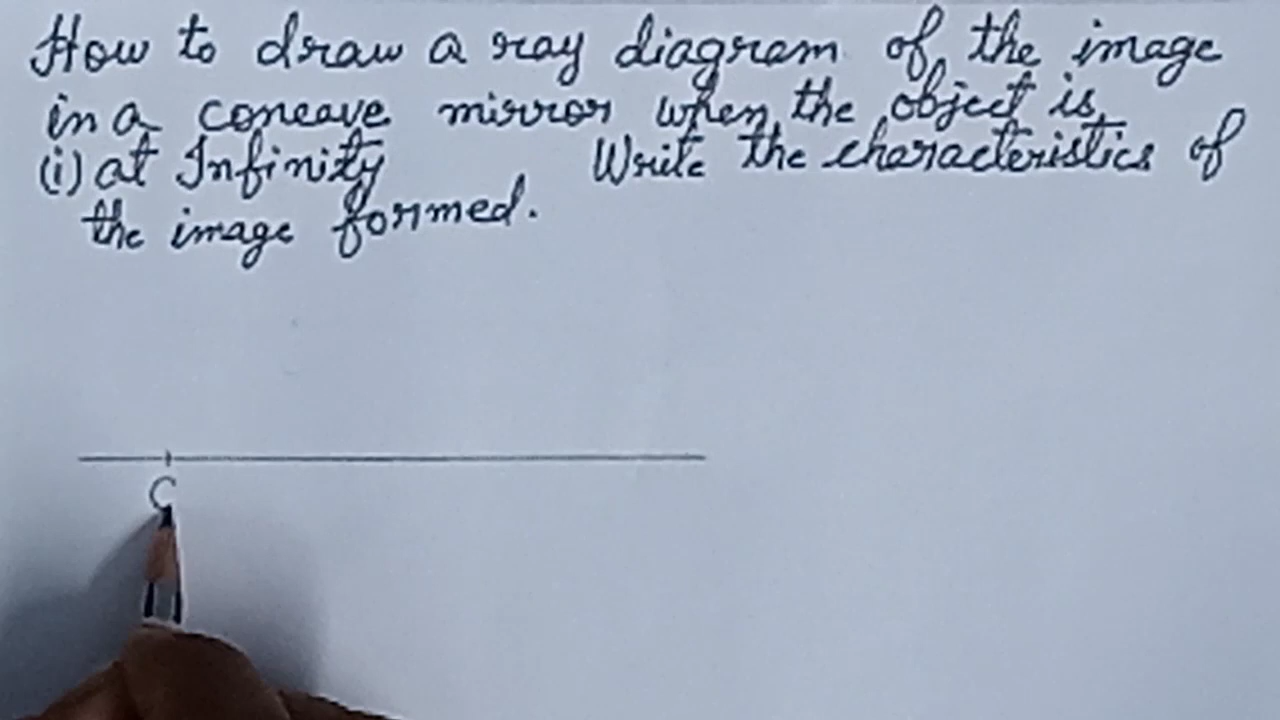 How to draw a ray diagram of the image
in a concave mirror when the object is
(i) at Infinity Write the characteristics of
the image formed.
C